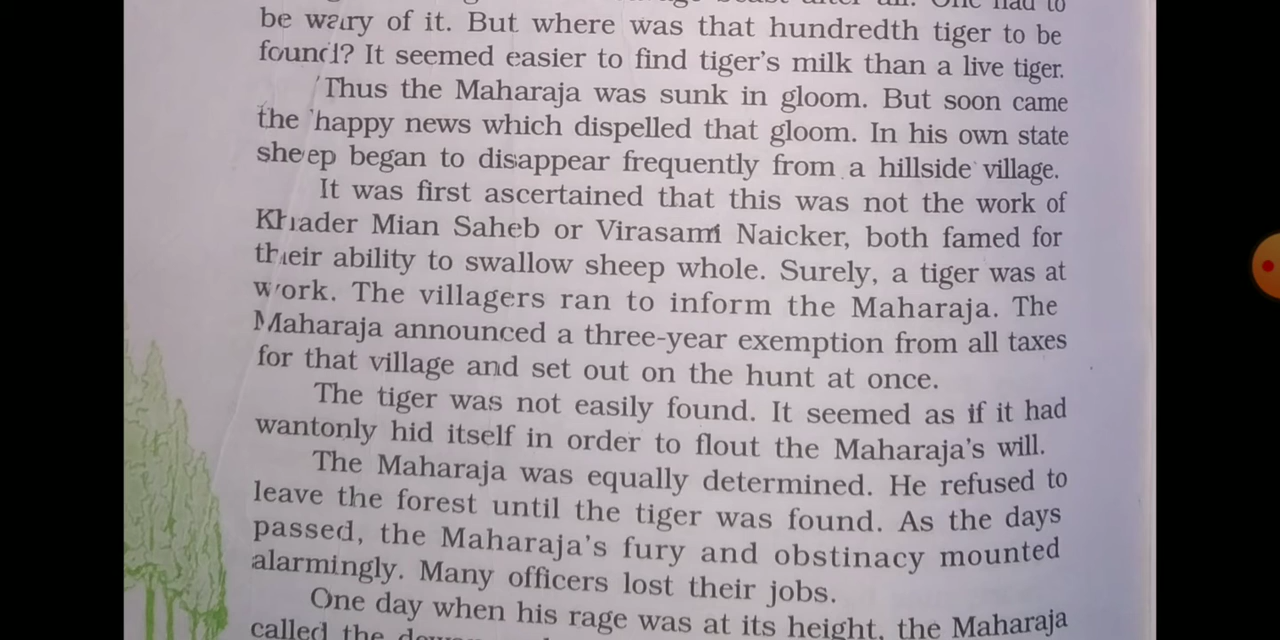 be wary of it. But where was that hundredth tiger to be
found? It seemed easier to find tiger's milk than a live tiger.
Thus the Maharaja was sunk in gloom. But soon came
the happy news which dispelled that gloom. In his own state
sheep began to disappear frequently from a hillside village.
It was first ascertained that this was not the work of
Khader Mian Saheb or Virasami Naicker, both famed for
their ability to swallow sheep whole. Surely, a tiger was at
work. The villagers ran to inform the Maharaja. The
Maharaja announced a three-year exemption from all taxes
for that village and set out on the hunt at once.
The tiger was not easily found. It seemed as if it had
wantonly hid itself in order to flout the Maharaja's will.
The Maharaja was equally determined. He refused to
leave the forest until the tiger was found. As the days
passed, the Maharaja's fury and obstinacy mounted
alarmingly. Many officers lost their jobs.
One day when his rage was at its height, the Maharaja
called the